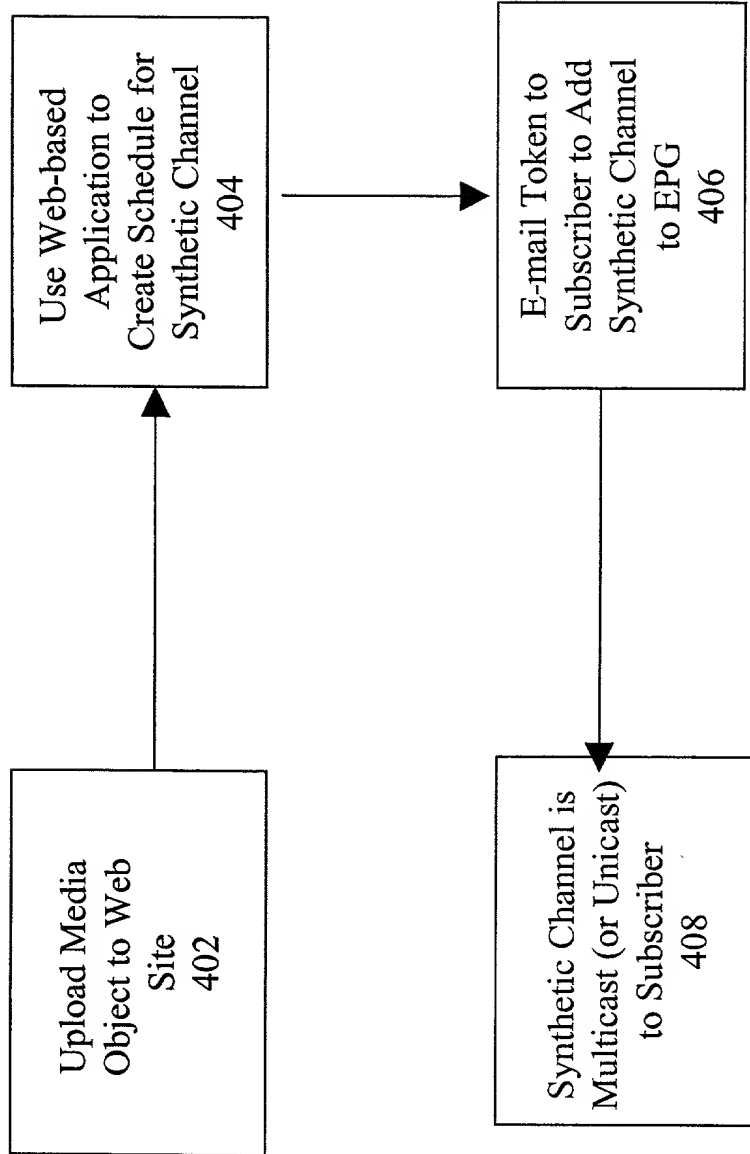 Upload Media
Object to Web
Site
402
Use Web-based
Application to
Create Schedule for
Synthetic Channel
404
E-mail Token to
Subscriber to Add
Synthetic Channel
to EPG
406
Synthetic Channel is
Multicast (or Unicast)
to Subscriber
408